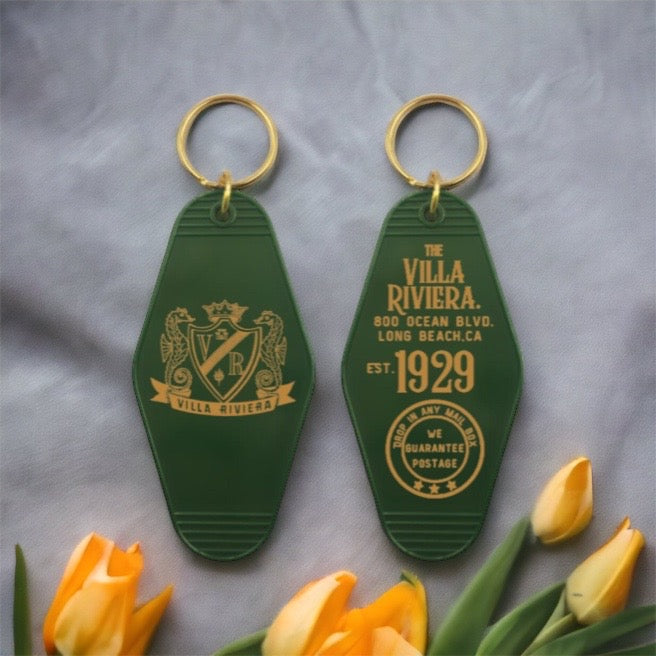 V R
VILLA RIVIERA
THE
VILLA
RIVIERA.
800 OCEAN BLVD.
LONG BEACH,CA
EST. 1929
DROP IN ANY MAIL BOX
WE
GUARANTEE
POSTAGE